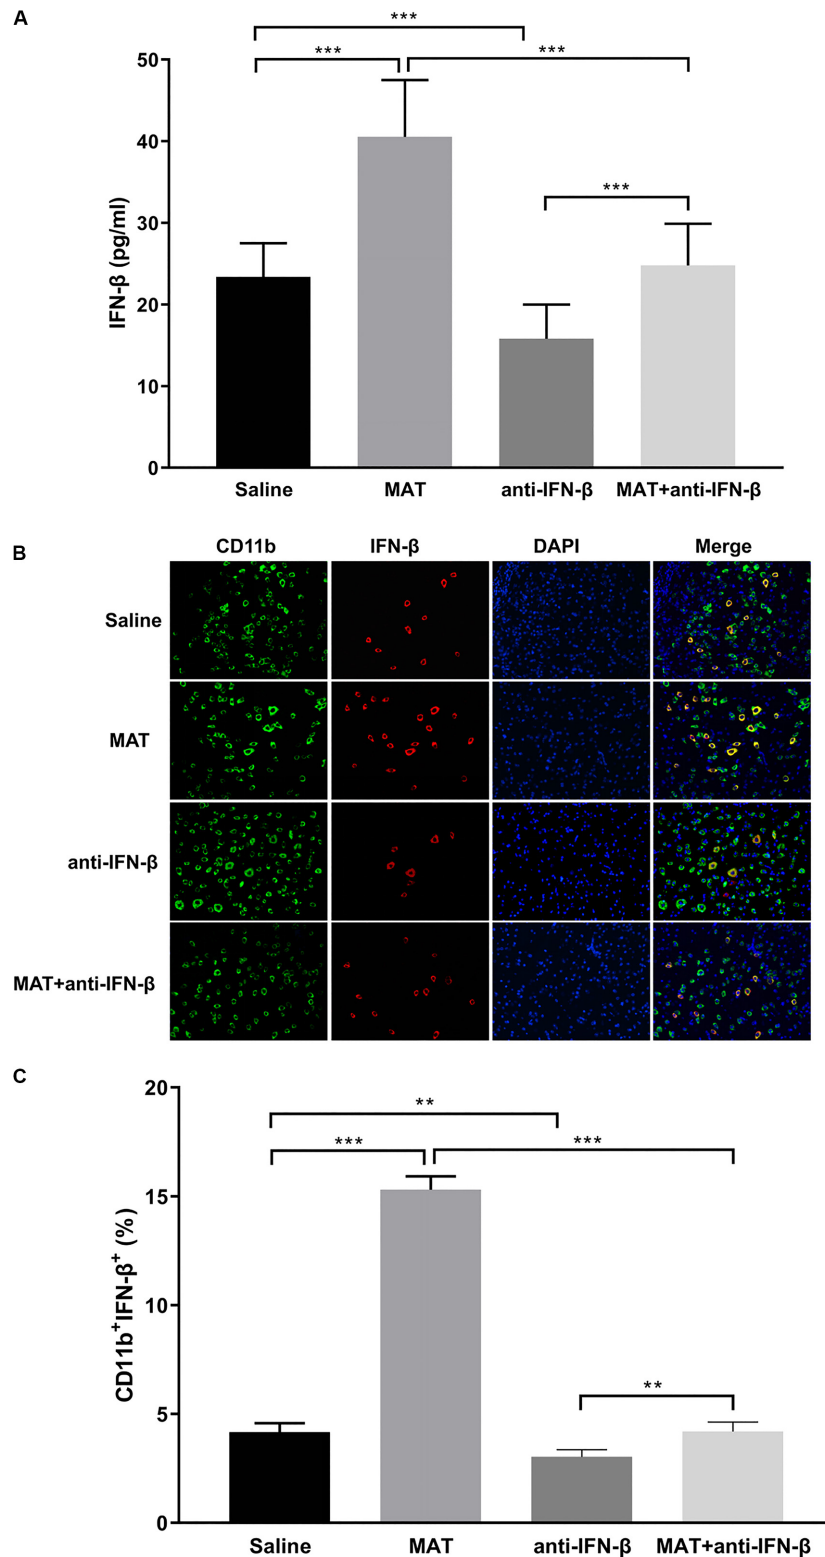 A
***
***
***
***
50
40
30
20
10
0
IFN-β (pg/ml)
Saline MAT anti-IFN-β MAT+anti-IFN-β
B
CD11b IFN-β DAPI Merge
Saline
MAT
anti-IFN-β
MAT+anti-IFN-β
C
**
***
***
**
20
15
10
5
0
CD11b⁺IFN-β⁺ (%)
Saline MAT anti-IFN-β MAT+anti-IFN-β